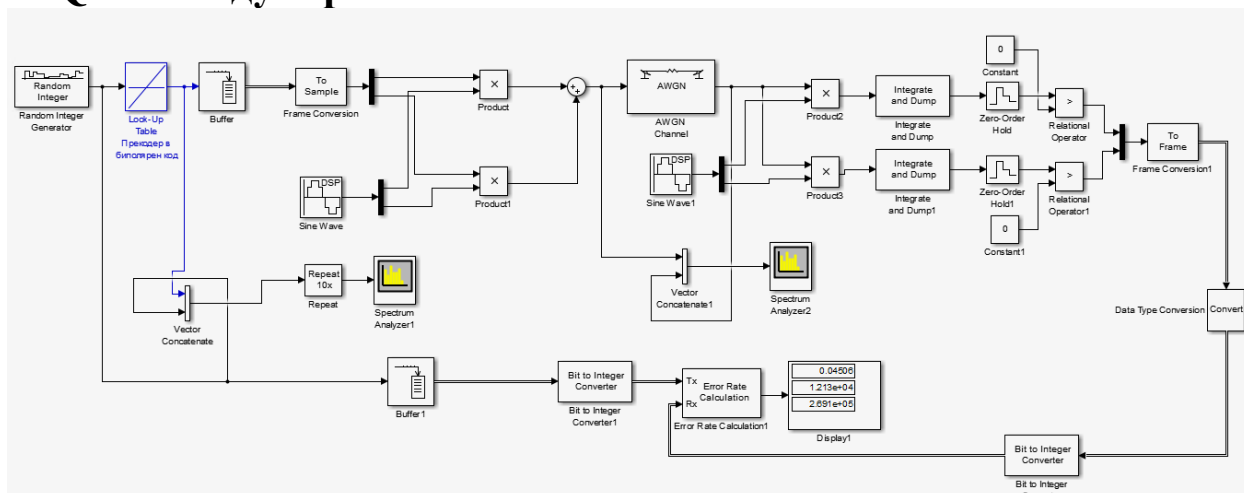 Random
Integer
Random Integer
Generator
Look-Up
Table
Прекодер в
биполярен код
Buffer
To
Sample
Frame Conversion
×
Product
×
Product1
DSP
Sine Wave
AWGN
AWGN
Channel
DSP
Sine Wave1
×
Product2
×
Product3
Integrate
and Dump
Integrate
and Dump
Integrate
and Dump
Integrate
and Dump1
Zero-Order
Hold
Zero-Order
Hold1
0
Constant
>
Relational
Operator
>
Relational
Operator1
0
Constant1
To
Frame
Frame Conversion1
Vector
Concatenate
Repeat
10x
Repeat
Spectrum
Analyzer1
Vector
Concatenate1
Spectrum
Analyzer2
Data Type Conversion
Convert
Buffer1
Bit to Integer
Converter
Bit to Integer
Converter1
Tx
Rx
Error Rate
Calculation
Error Rate Calculation1
0.04506
1.213e+04
2.691e+05
Display1
Bit to Integer
Converter
Bit to Integer